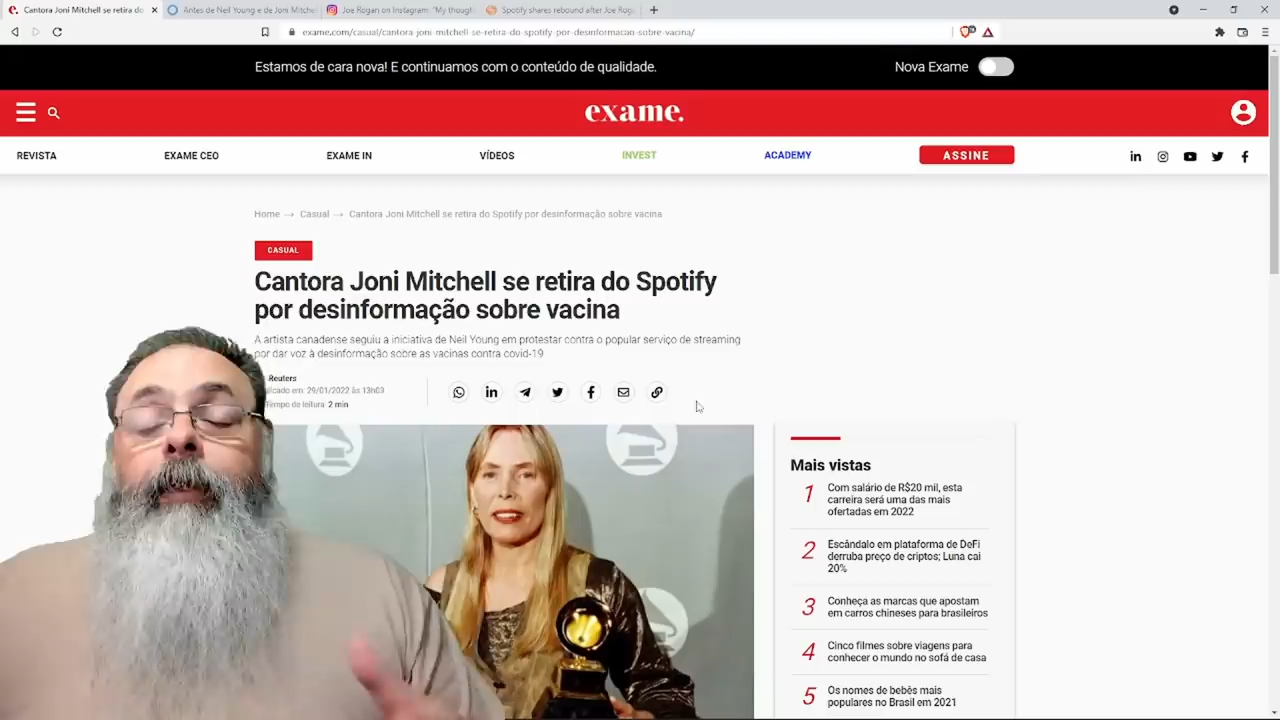 Cantora Joni Mitchell se retira do
Antes de Neil Young e de Joni Mitchell
Joe Rogan on Instagram: "My though
Spotify shares rebound after Joe Roga
exame.com/casual/cantora-joni-mitchell-se-retira-do-spotify-por-desinformacao-sobre-vacina/
Estamos de cara nova! E continuamos com o conteúdo de qualidade.
Nova Exame
exame.
REVISTA
EXAME CEO
EXAME IN
VÍDEOS
INVEST
ACADEMY
ASSINE
Home → Casual → Cantora Joni Mitchell se retira do Spotify por desinformação sobre vacina
CASUAL
Cantora Joni Mitchell se retira do Spotify
por desinformação sobre vacina
A artista canadense seguiu a iniciativa de Neil Young em protestar contra o popular serviço de streaming
por dar voz à desinformação sobre as vacinas contra covid-19
Reuters
licado em: 29/01/2022 às 13h03
Tempo de leitura: 2 min
Mais vistas
1 Com salário de R$20 mil, esta
carreira será uma das mais
ofertadas em 2022
2 Escândalo em plataforma de DeFi
derruba preço de criptos; Luna cai
20%
3 Conheça as marcas que apostam
em carros chineses para brasileiros
4 Cinco filmes sobre viagens para
conhecer o mundo no sofá de casa
5 Os nomes de bebês mais
populares no Brasil em 2021